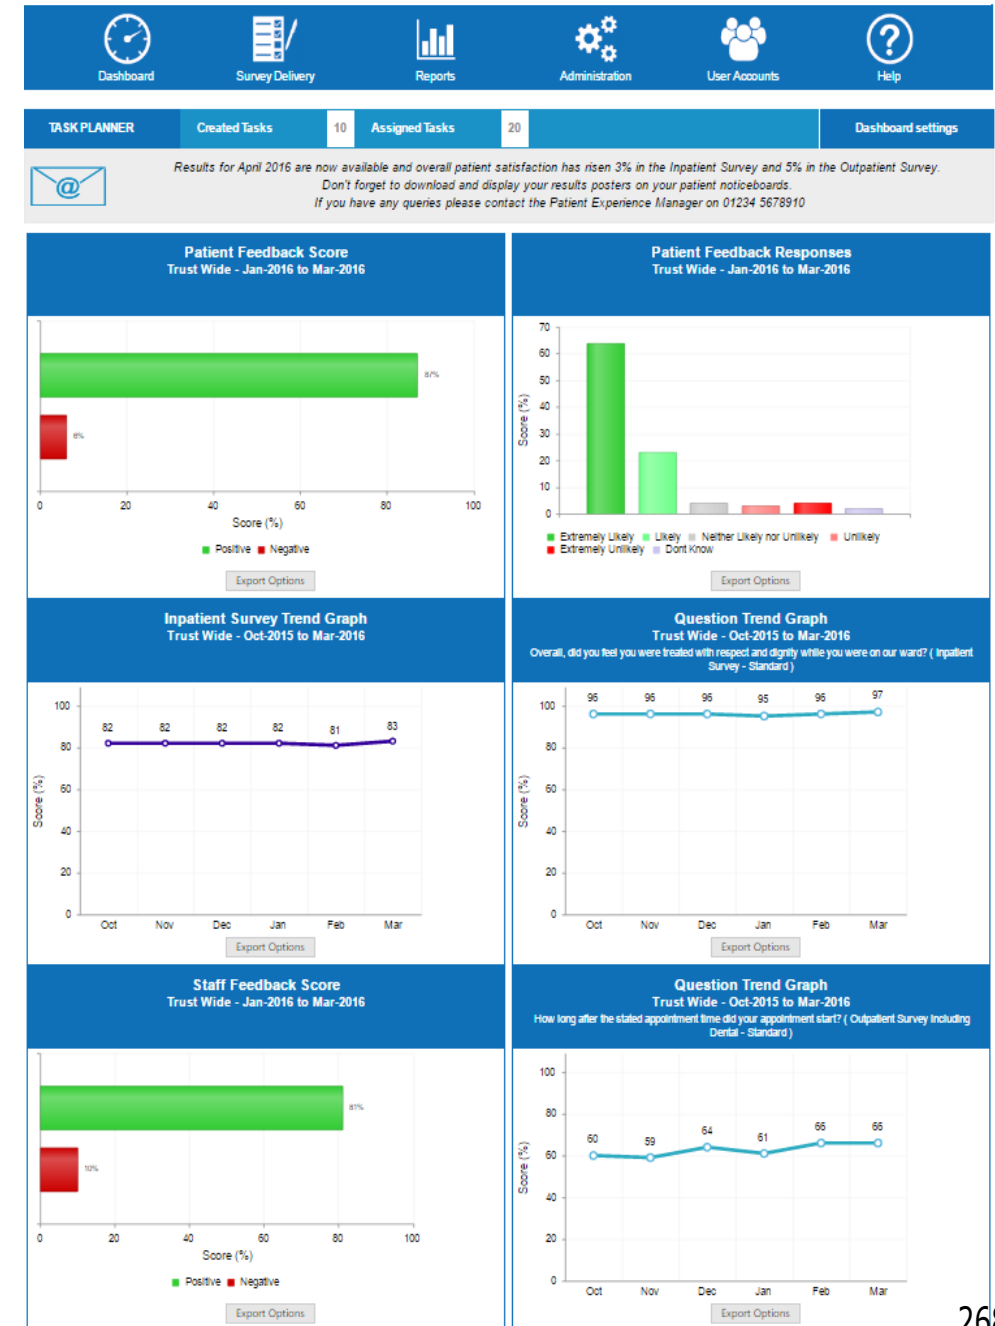 Dashboard
Survey Delivery
Reports
Administration
User Accounts
Help
TASK PLANNER
Created Tasks
10
Assigned Tasks
20
Dashboard settings
@
Results for April 2016 are now available and overall patient satisfaction has risen 3% in the Inpatient Survey and 5% in the Outpatient Survey.
Don't forget to download and display your results posters on your patient noticeboards.
If you have any queries please contact the Patient Experience Manager on 01234 5678910
Patient Feedback Score
Trust Wide - Jan-2016 to Mar-2016
87%
6%
0 20 40 60 80 100
Score (%)
Positive Negative
Export Options
Patient Feedback Responses
Trust Wide - Jan-2016 to Mar-2016
70
60
50
40
30
20
10
0
Score (%)
Extremely Likely Likely Neither Likely nor Unlikely Unlikely
Extremely Unlikely Dont Know
Export Options
Inpatient Survey Trend Graph
Trust Wide - Oct-2015 to Mar-2016
100
80
60
40
20
0
Score (%)
82 82 82 82 81 83
Oct Nov Dec Jan Feb Mar
Export Options
Question Trend Graph
Trust Wide - Oct-2015 to Mar-2016
Overall, did you feel you were treated with respect and dignity while you were on our ward? ( Inpatient
Survey - Standard )
100
80
60
40
20
0
Score (%)
96 96 96 95 96 97
Oct Nov Dec Jan Feb Mar
Export Options
Staff Feedback Score
Trust Wide - Jan-2016 to Mar-2016
81%
10%
0 20 40 60 80 100
Score (%)
Positive Negative
Export Options
Question Trend Graph
Trust Wide - Oct-2015 to Mar-2016
How long after the stated appointment time did your appointment start? ( Outpatient Survey Including
Dental - Standard )
100
80
60
40
20
0
Score (%)
60 59 64 61 66 66
Oct Nov Dec Jan Feb Mar
Export Options